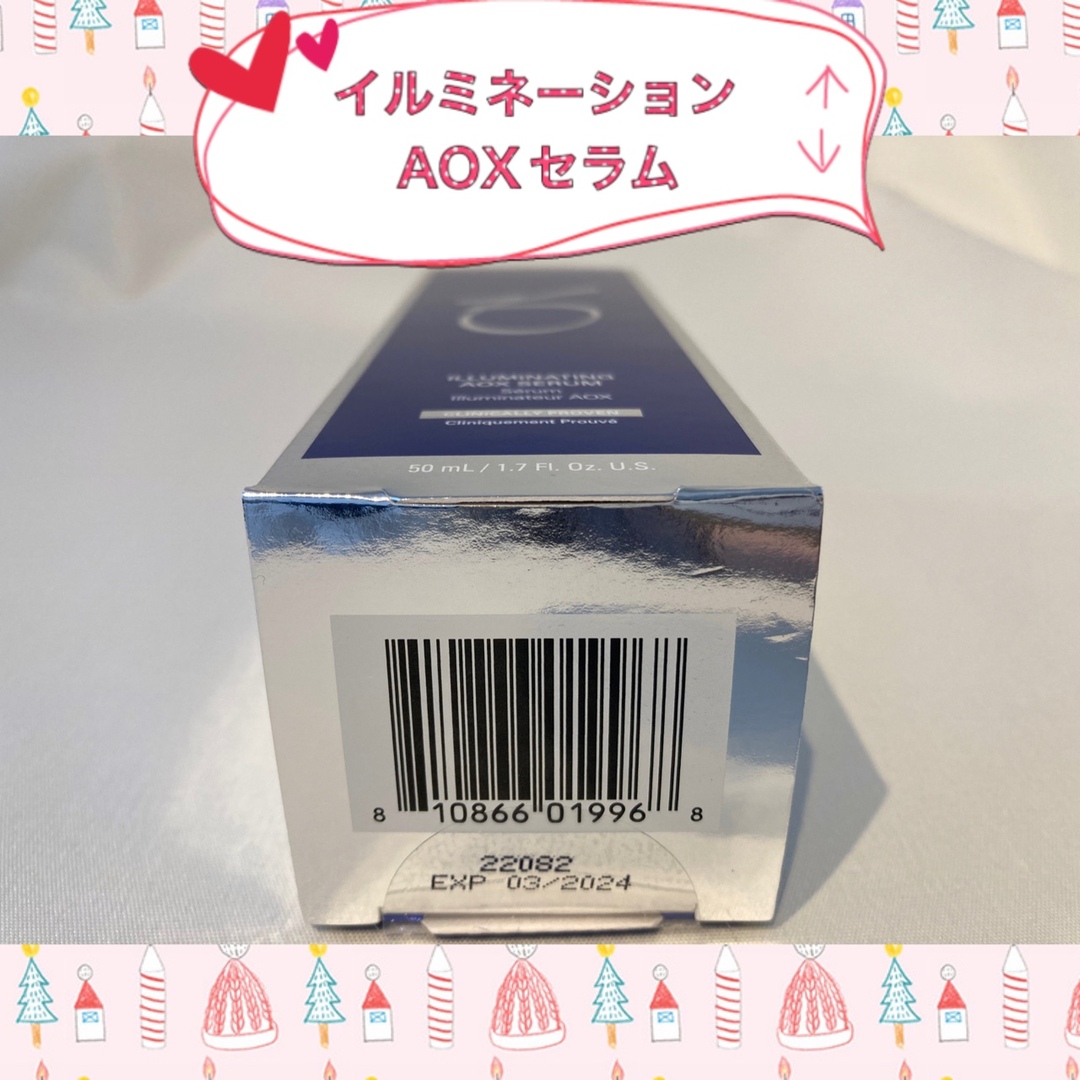 イルミネーション
AOXセラム
ILLUMINATING
AOX SERUM
Sérum
Illuminateur AOX
CLINICALLY PROVEN
Cliniquement Prouvé
50 mL / 1.7 Fl. Oz. U.S.
8 10866 01996 8
22082
EXP 03/2024